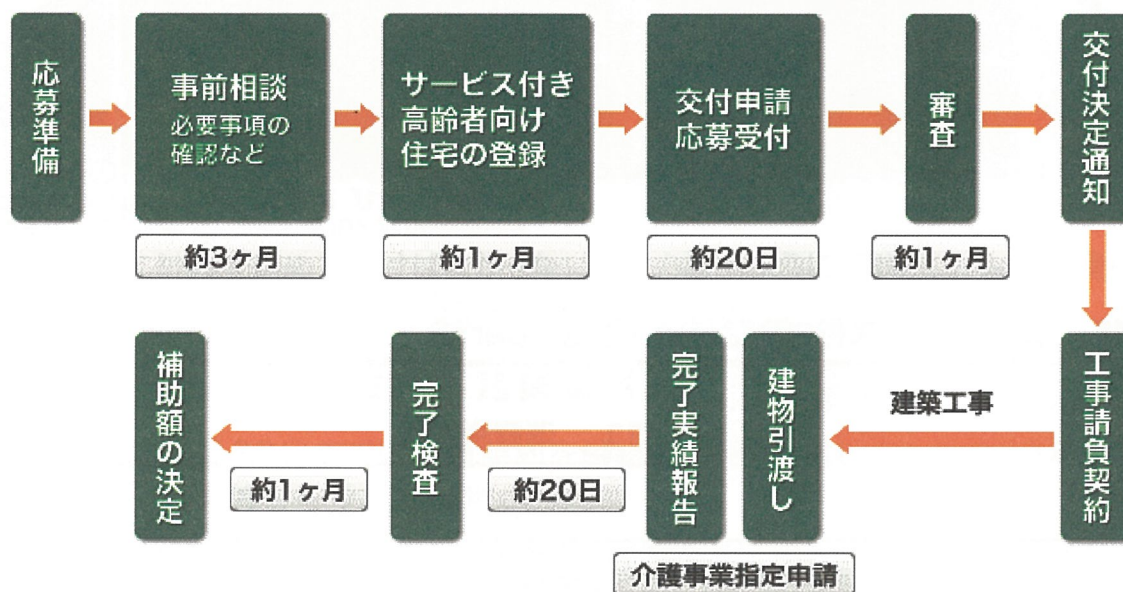 応募準備
事前相談
必要事項の
確認など
約3ヶ月
サービス付き
高齢者向け
住宅の登録
約1ヶ月
交付申請
応募受付
約20日
審査
約1ヶ月
交付決定通知
工事請負契約
建築工事
建物引渡し
完了実績報告
介護事業指定申請
約20日
完了検査
約1ヶ月
補助額の決定